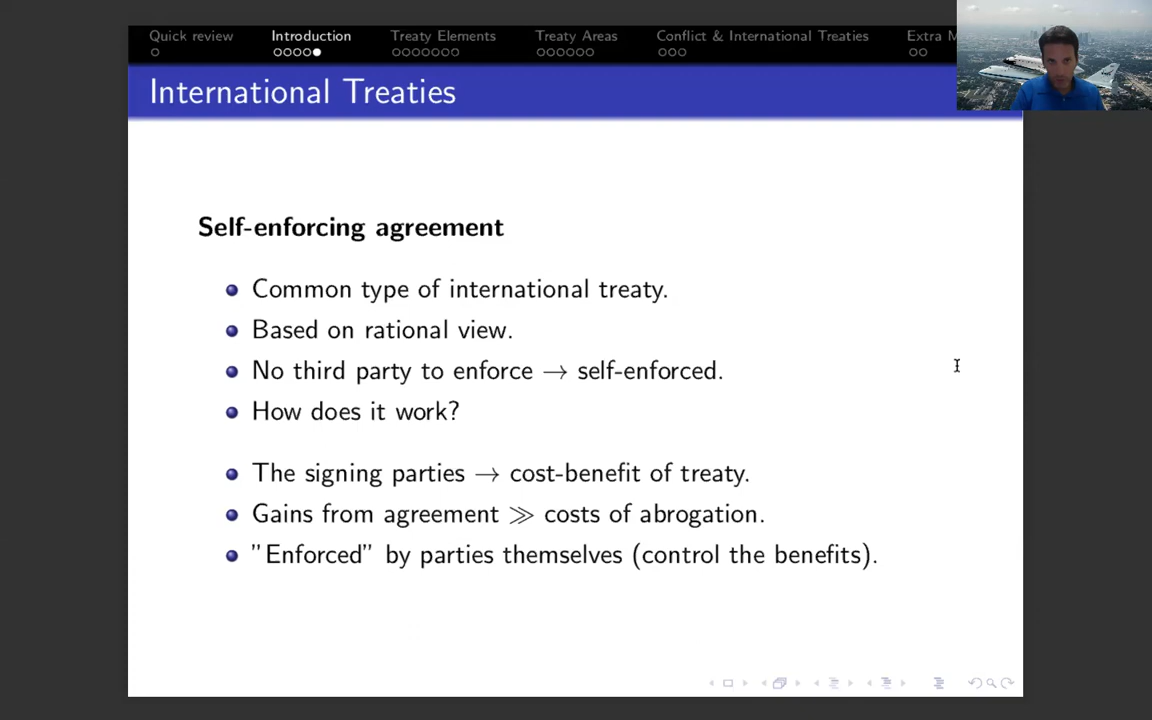 Quick review Introduction Treaty Elements Treaty Areas Conflict & International Treaties Extra
International Treaties
Self-enforcing agreement
Common type of international treaty.
Based on rational view.
No third party to enforce → self-enforced.
How does it work?
The signing parties → cost-benefit of treaty.
Gains from agreement ≫ costs of abrogation.
”Enforced” by parties themselves (control the benefits).